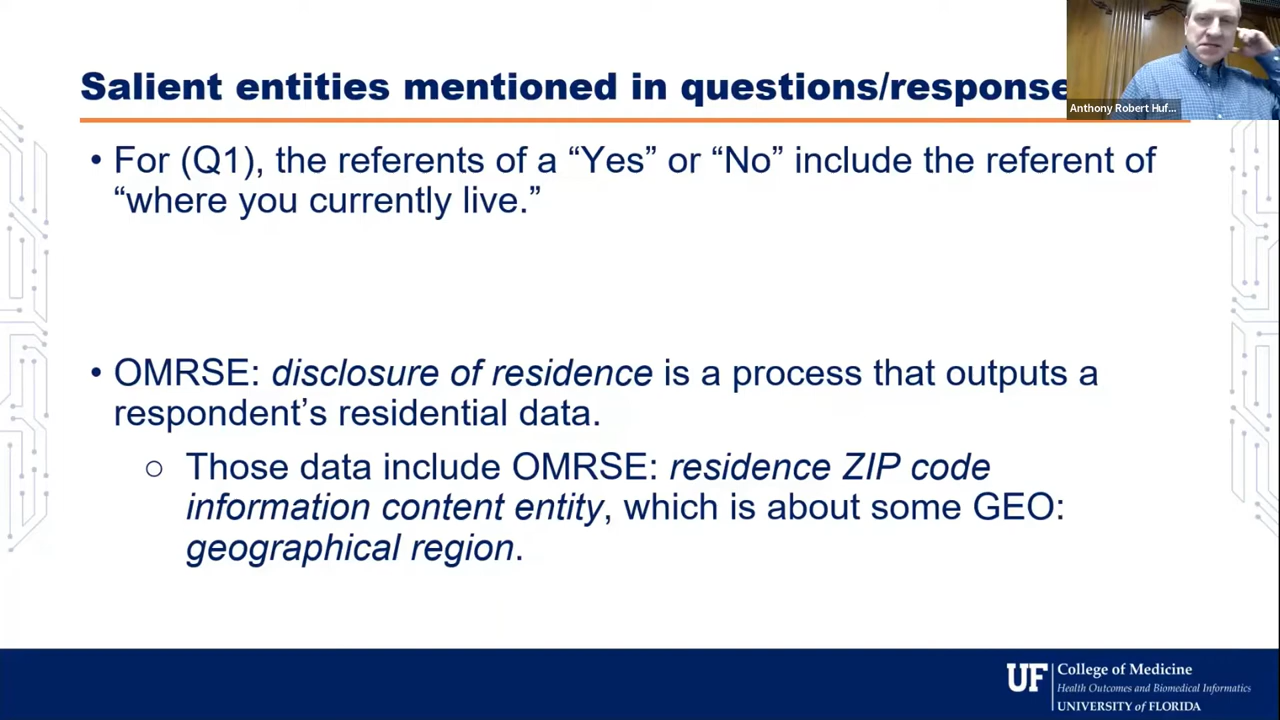 Salient entities mentioned in questions/response
Anthony Robert Huf...
• For (Q1), the referents of a “Yes” or “No” include the referent of
“where you currently live.”
• OMRSE: disclosure of residence is a process that outputs a
respondent’s residential data.
○ Those data include OMRSE: residence ZIP code
information content entity, which is about some GEO:
geographical region.
UF
College of Medicine
Health Outcomes and Biomedical Informatics
UNIVERSITY of FLORIDA